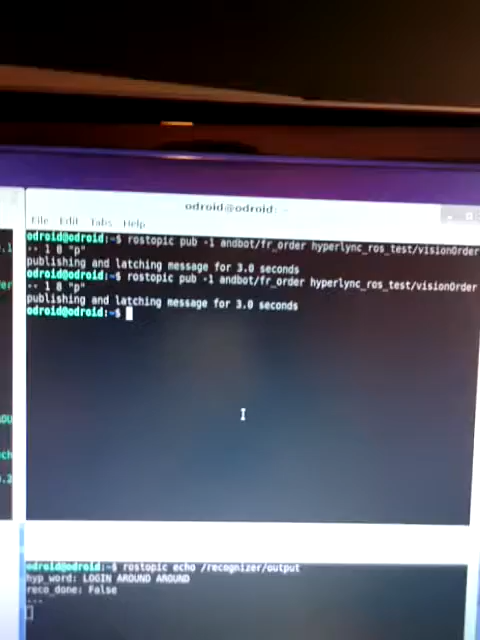 odroid@odroid: ~
File Edit Tabs Help
odroid@odroid:~$ rostopic pub -1 andbot/fr_order hyperlync_ros_test/visionOrder
-- 1 8 "p"
publishing and latching message for 3.0 seconds
odroid@odroid:~$ rostopic pub -1 andbot/fr_order hyperlync_ros_test/visionOrder
-- 1 8 "p"
publishing and latching message for 3.0 seconds
odroid@odroid:~$
odroid@odroid:~$ rostopic echo /recognizer/output
hyp_word: LOGIN AROUND AROUND
reco_done: False
---